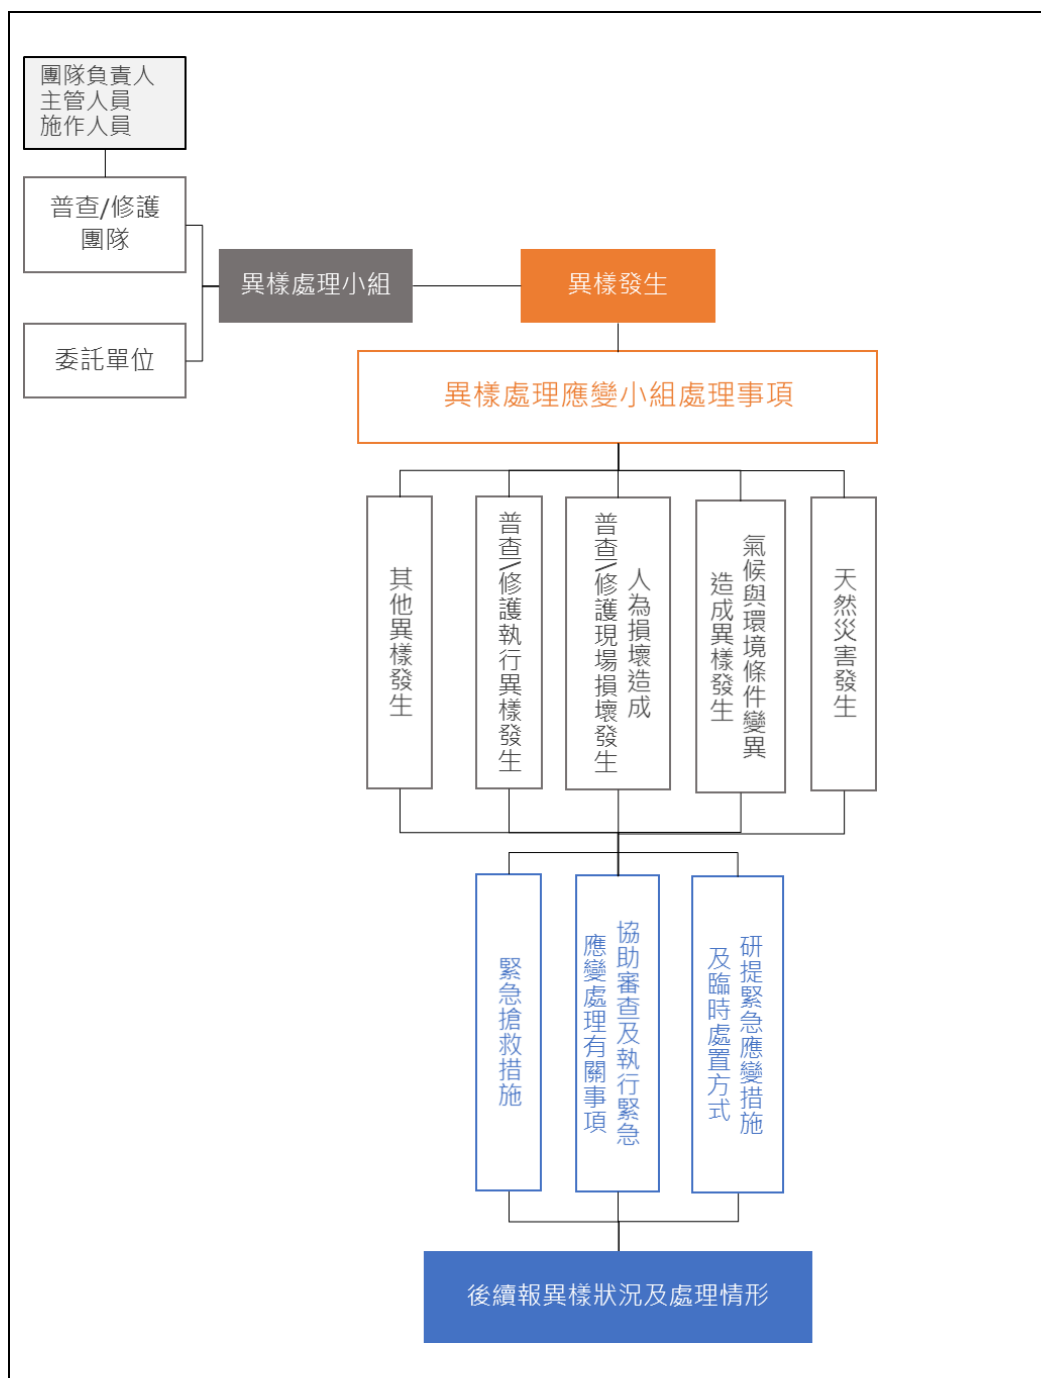 團隊負責人
主管人員
施作人員
普查/修護
團隊
異樣處理小組
異樣發生
委託單位
異樣處理應變小組處理事項
其他異樣發生
普查/修護執行異樣發生
人為損壞造成
普查/修護現場損壞發生
氣候與環境條件變異
造成異樣發生
天然災害發生
緊急搶救措施
協助審查及執行緊急
應變處理有關事項
研提緊急應變措施
及臨時處置方式
後續報異樣狀況及處理情形